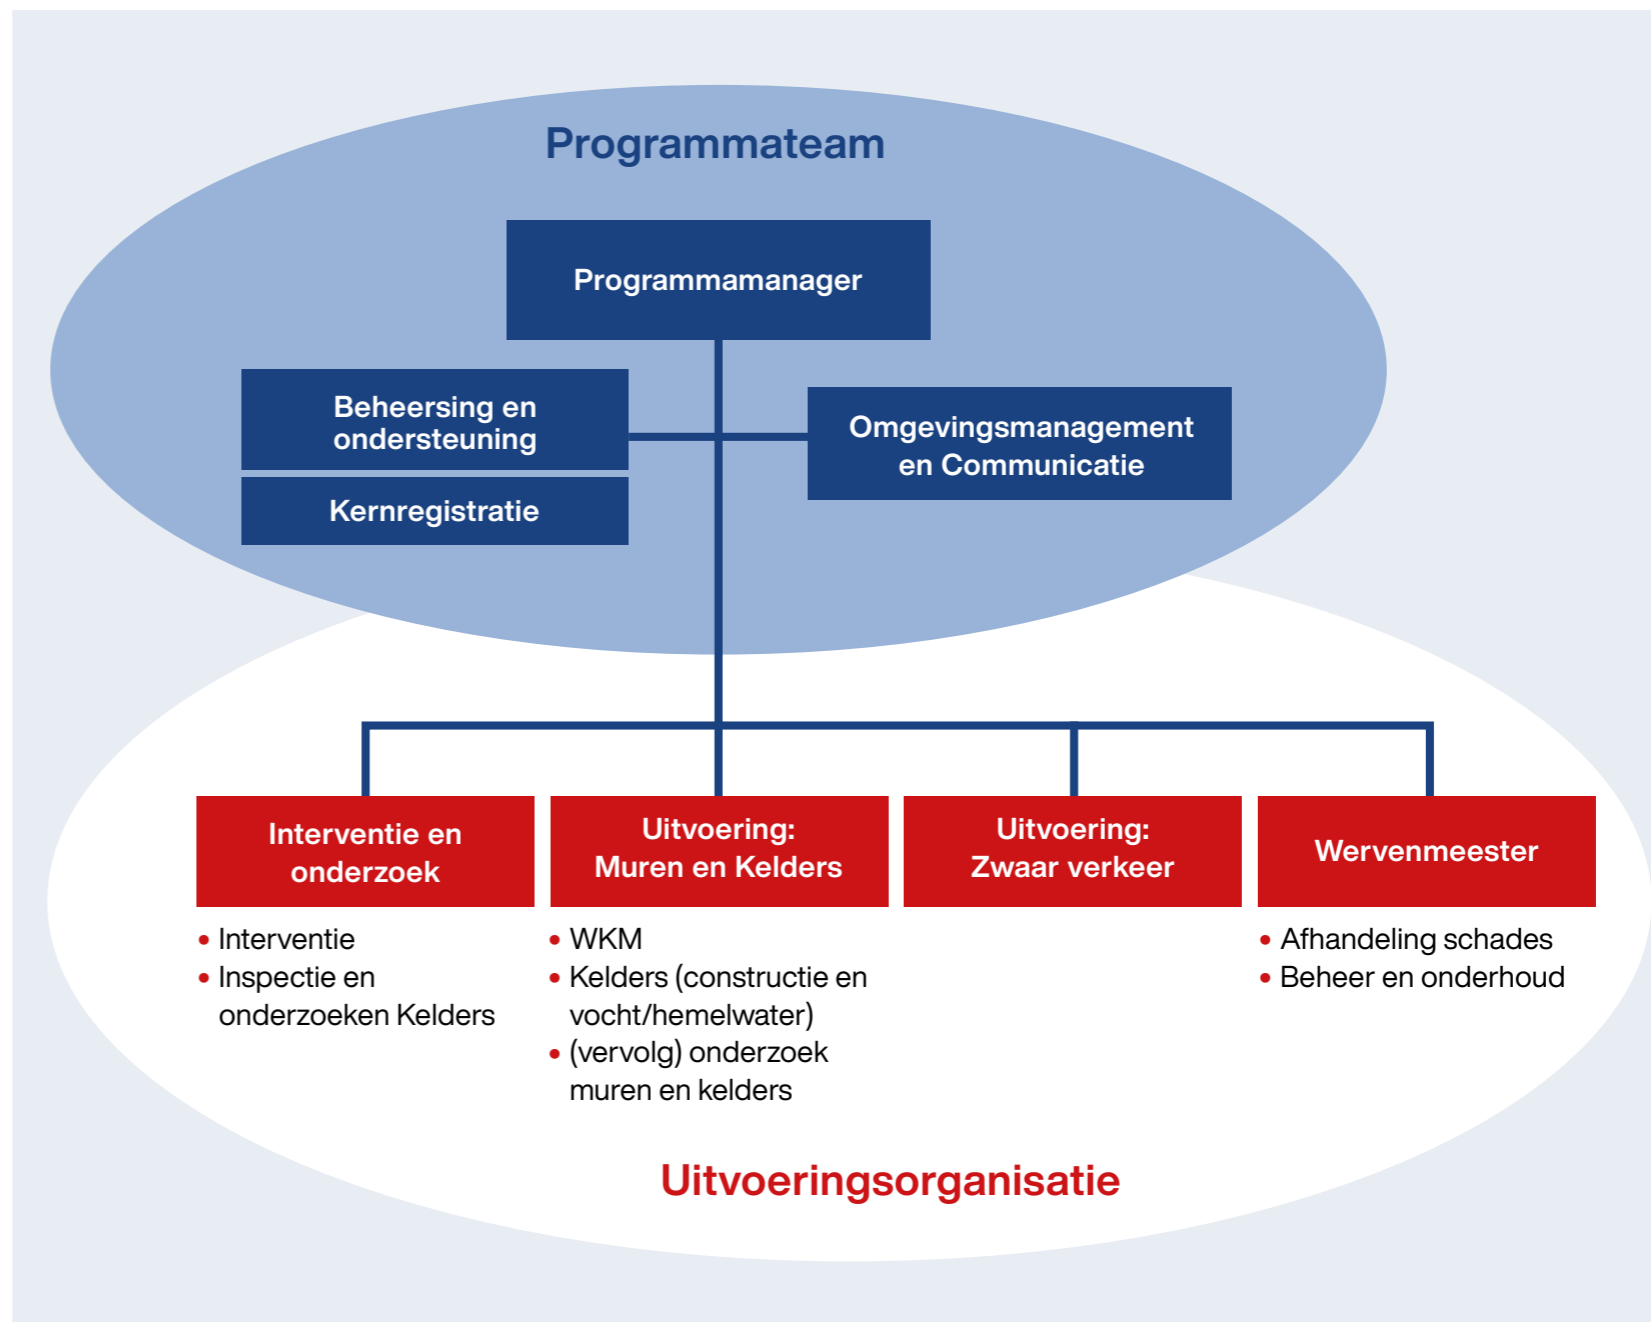 Programmateam
Programmamanager
Beheersing en
ondersteuning
Kernregistratie
Omgevingsmanagement
en Communicatie
Interventie en
onderzoek
• Interventie
• Inspectie en
onderzoeken Kelders
Uitvoering:
Muren en Kelders
• WKM
• Kelders (constructie en
vocht/hemelwater)
• (vervolg) onderzoek
muren en kelders
Uitvoering:
Zwaar verkeer
Wervenmeester
• Afhandeling schades
• Beheer en onderhoud
Uitvoeringsorganisatie